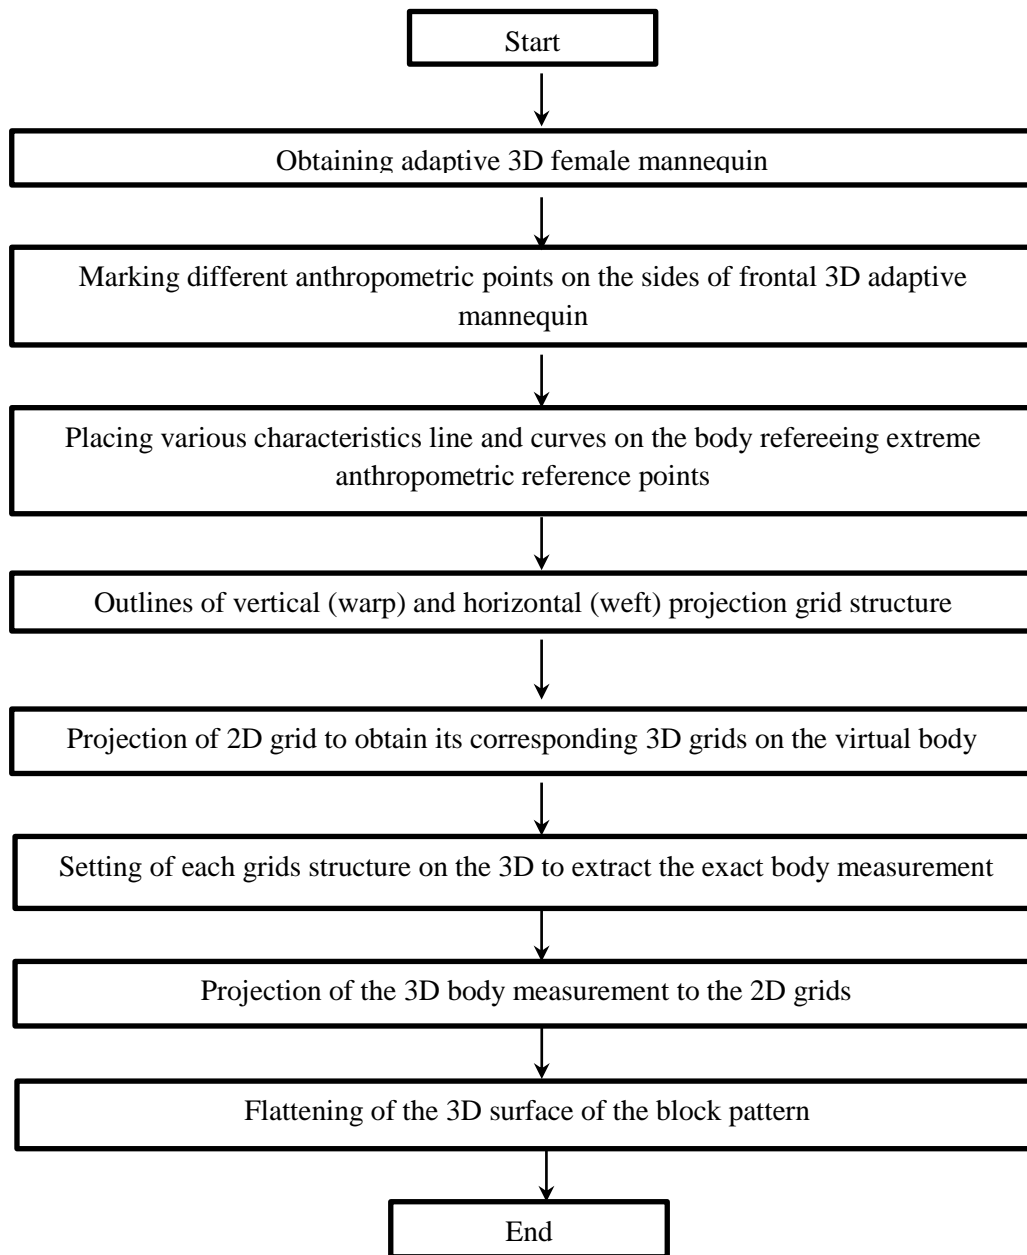 Start
Obtaining adaptive 3D female mannequin
Marking different anthropometric points on the sides of frontal 3D adaptive
mannequin
Placing various characteristics line and curves on the body refereeing extreme
anthropometric reference points
Outlines of vertical (warp) and horizontal (weft) projection grid structure
Projection of 2D grid to obtain its corresponding 3D grids on the virtual body
Setting of each grids structure on the 3D to extract the exact body measurement
Projection of the 3D body measurement to the 2D grids
Flattening of the 3D surface of the block pattern
End